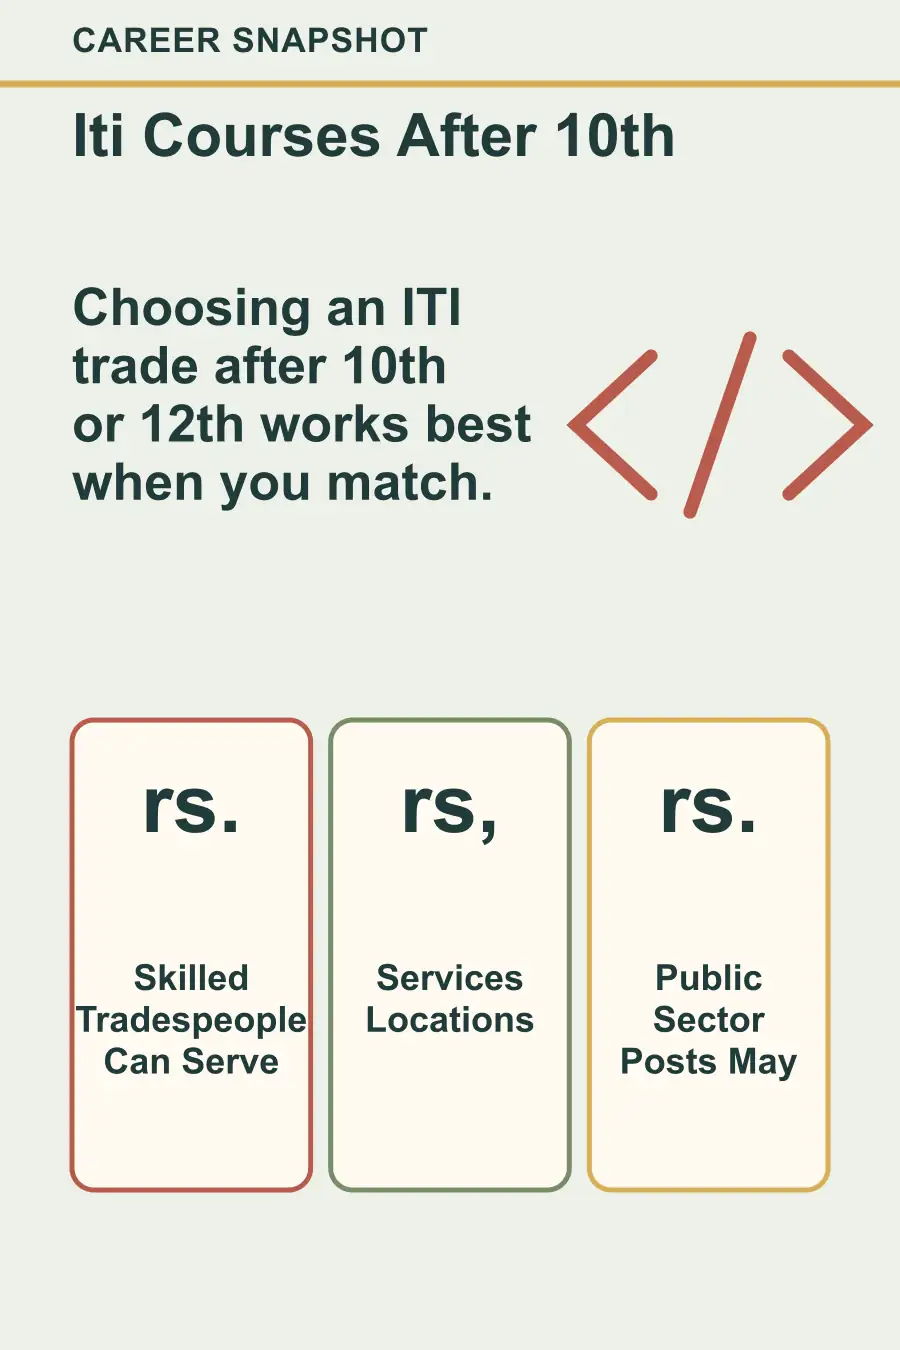 CAREER SNAPSHOT
Iti Courses After 10th
Choosing an ITI
trade after 10th
or 12th works best
when you match.
rs.
Skilled
Tradespeople
Can Serve
rs,
Services
Locations
rs.
Public
Sector
Posts May